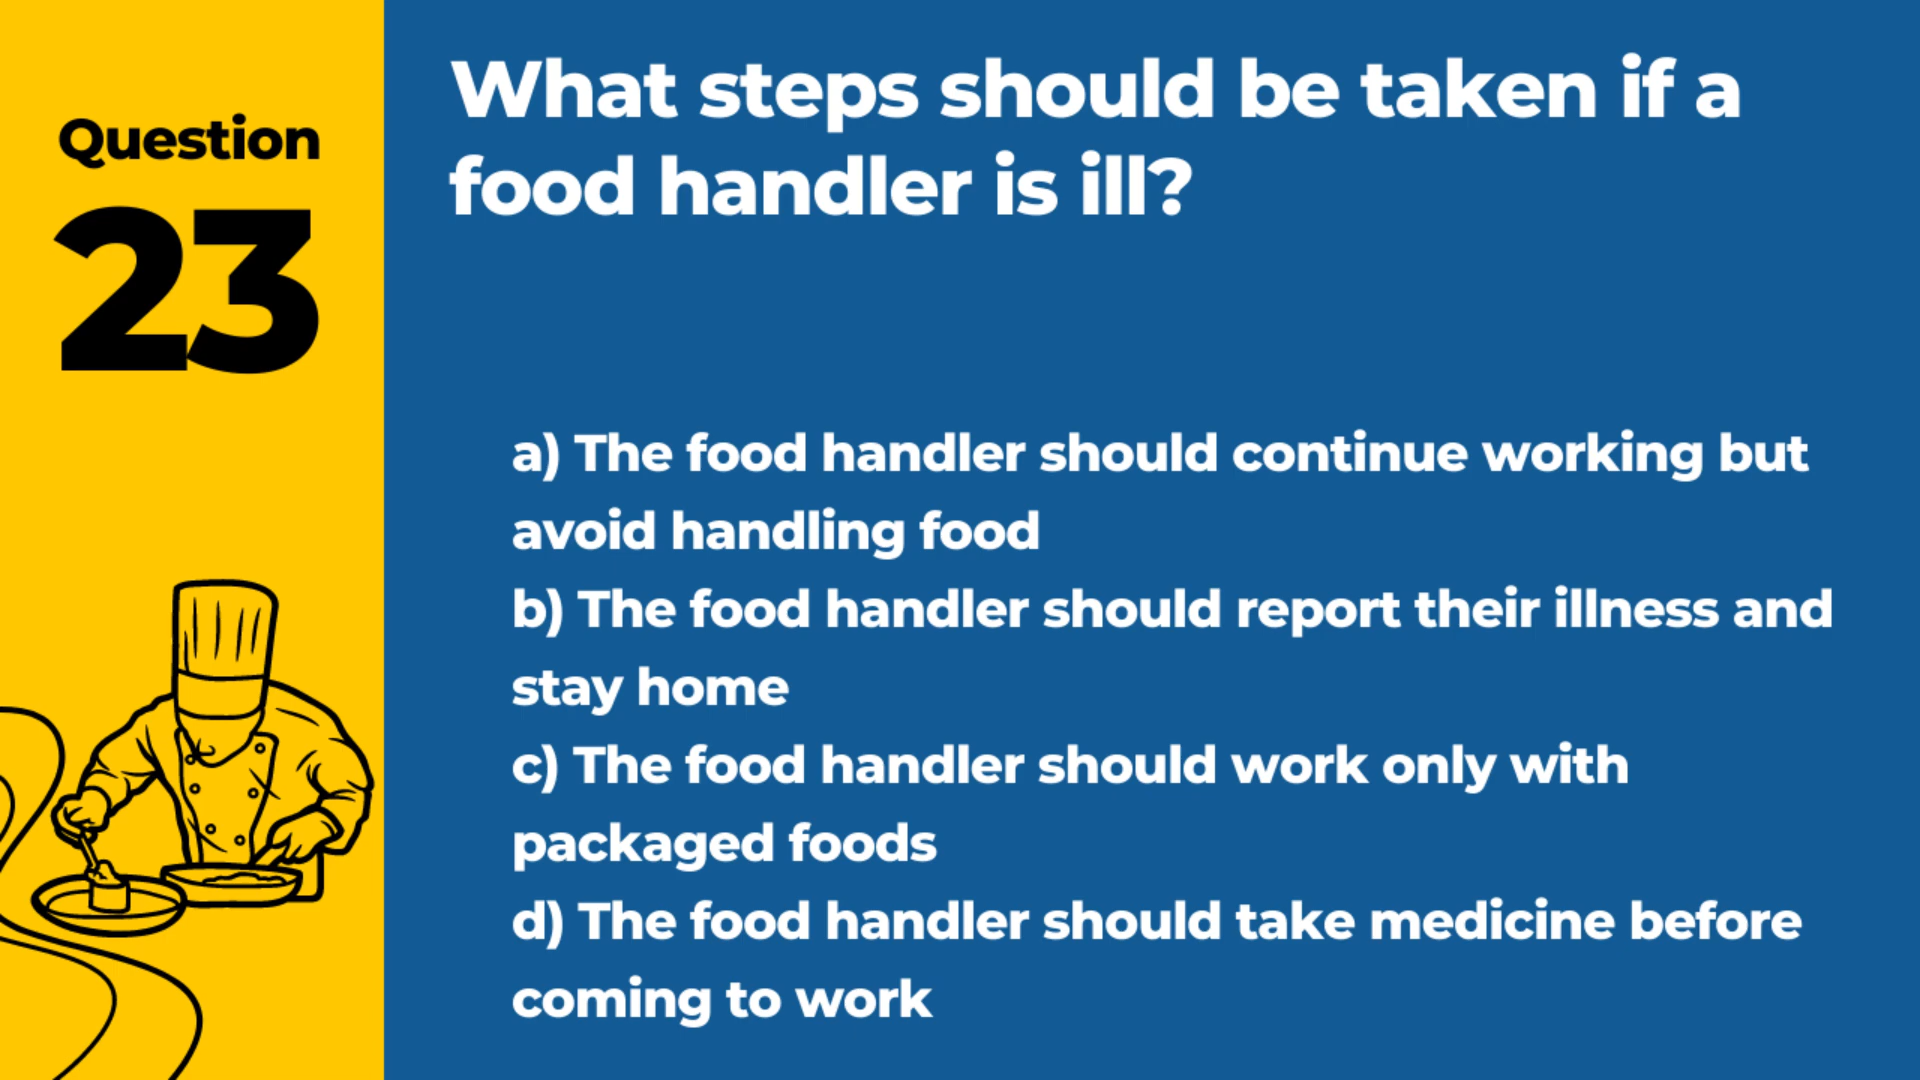 Question
23
What steps should be taken if a
food handler is ill?
a) The food handler should continue working but
avoid handling food
b) The food handler should report their illness and
stay home
c) The food handler should work only with
packaged foods
d) The food handler should take medicine before
coming to work